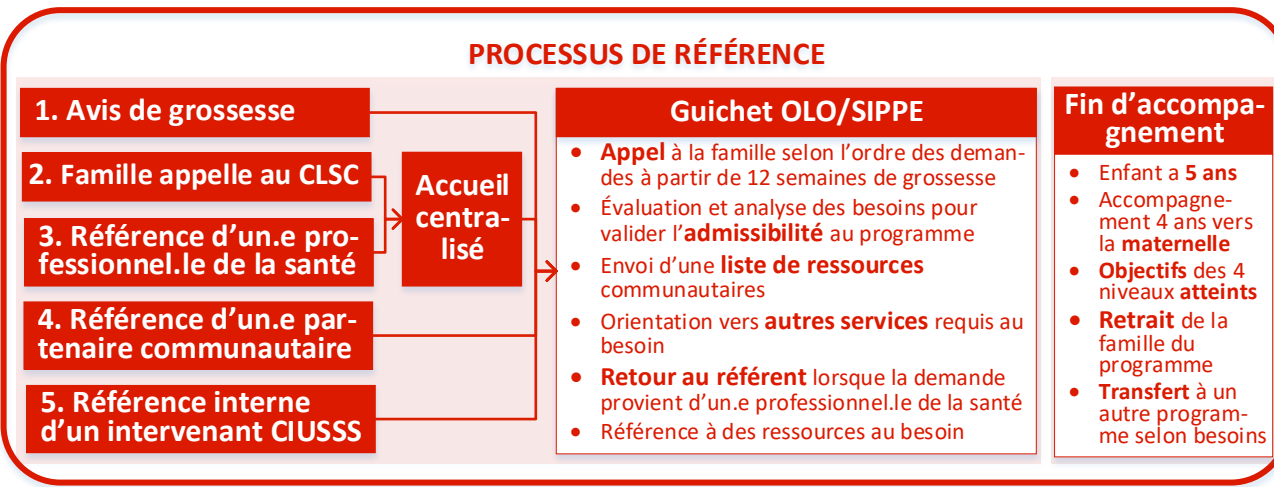 PROCESSUS DE RÉFÉRENCE
1. Avis de grossesse
2. Famille appelle au CLSC
3. Référence d'un.e pro-
fessionnel.le de la santé
4. Référence d'un.e par-
tenaire communautaire
5. Référence interne
d'un intervenant CIUSSS
Accueil
centra-
lisé
Guichet OLO/SIPPE
• Appel à la famille selon l'ordre des deman-
des à partir de 12 semaines de grossesse
• Évaluation et analyse des besoins pour
valider l'admissibilité au programme
• Envoi d'une liste de ressources
communautaires
• Orientation vers autres services requis au
besoin
• Retour au référent lorsque la demande
provient d'un.e professionnel.le de la santé
• Référence à des ressources au besoin
Fin d'accompa-
gnement
• Enfant a 5 ans
• Accompagne-
ment 4 ans vers
la maternelle
• Objectifs des 4
niveaux atteints
• Retrait de la
famille du
programme
• Transfert à un
autre program-
me selon besoins